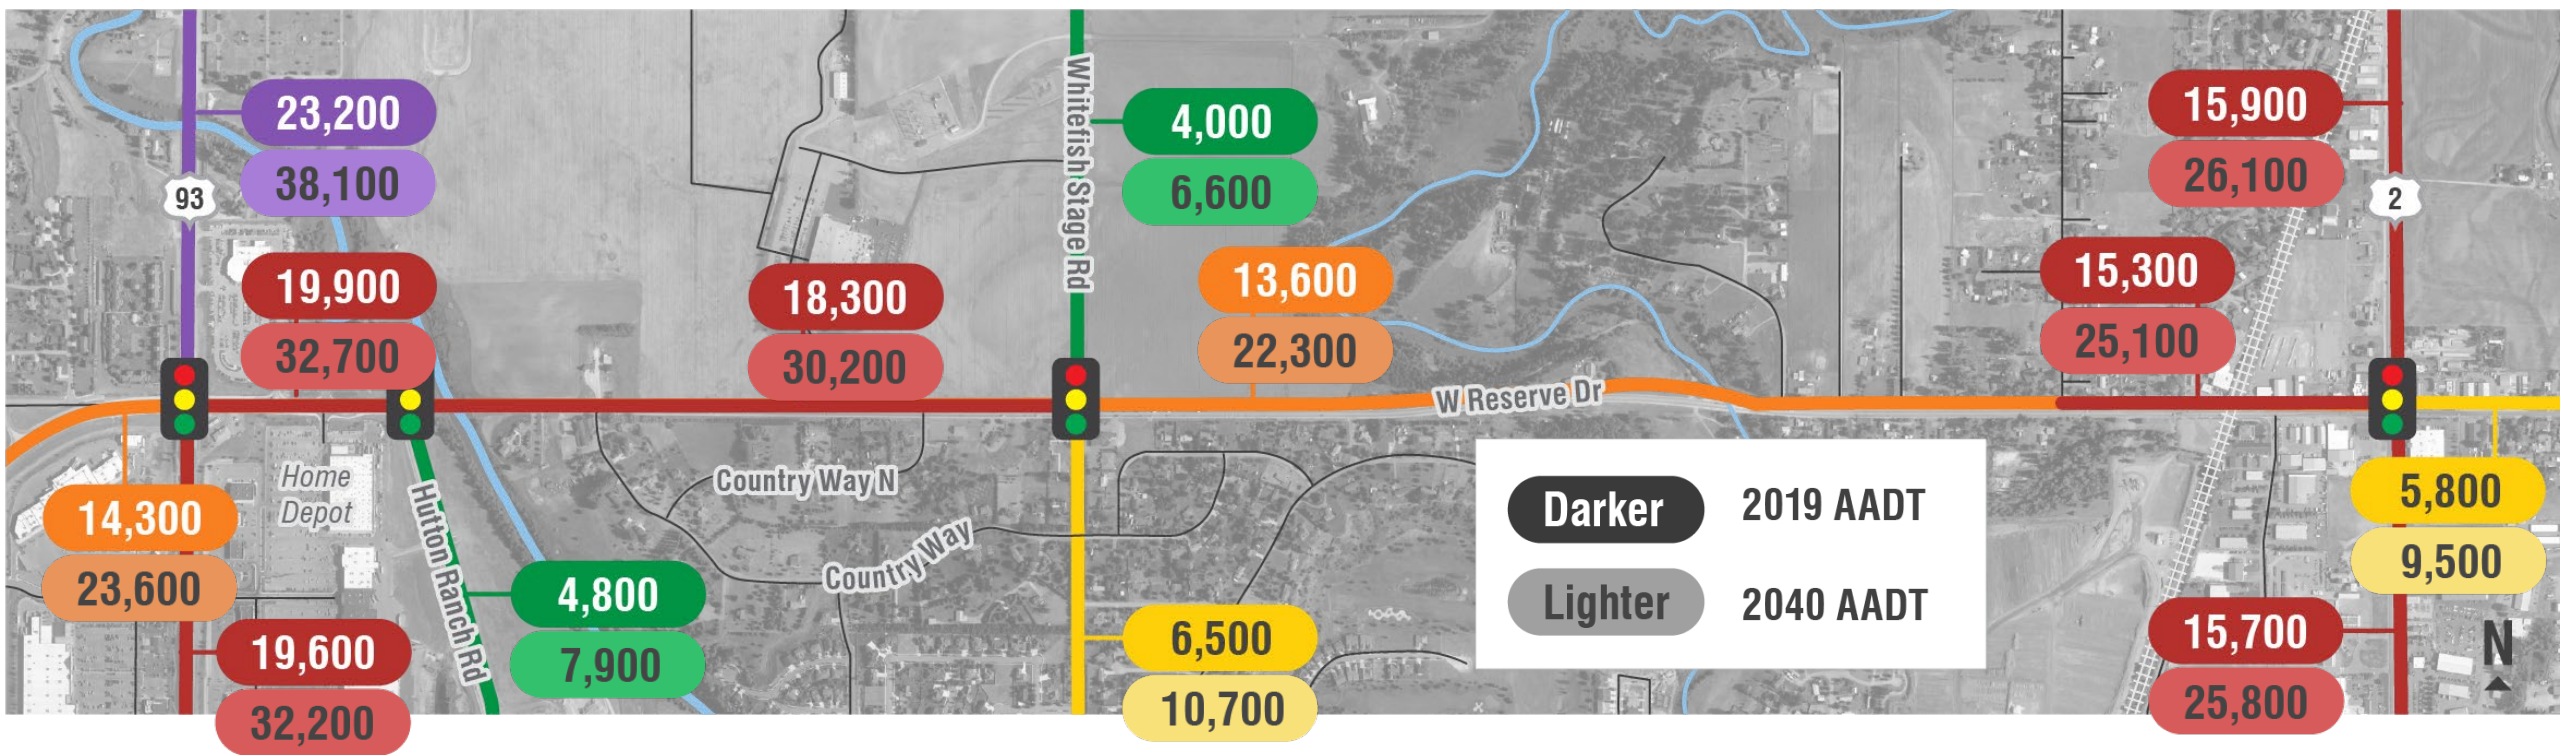 23,200
38,100
93
19,900
32,700
14,300
23,600
Home
Depot
19,600
32,200
Hutton Ranch Rd
4,800
7,900
18,300
30,200
Country Way N
Country Way
Whitefish Stage Rd
4,000
6,600
13,600
22,300
W Reserve Dr
6,500
10,700
Darker 2019 AADT
Lighter 2040 AADT
15,900
26,100
2
15,300
25,100
5,800
9,500
15,700
25,800
N